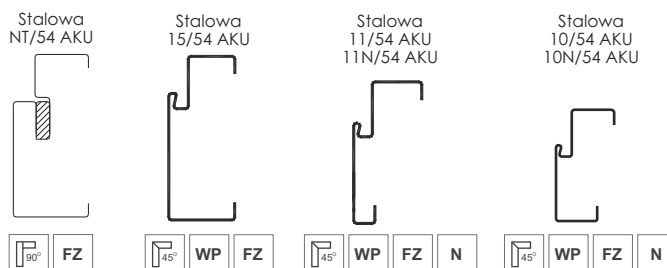 Stalowa
NT/54 AKU
Stalowa
15/54 AKU
Stalowa
11/54 AKU
11N/54 AKU
Stalowa
10/54 AKU
10N/54 AKU
90° FZ
45° WP FZ
45° WP FZ N
45° WP FZ N